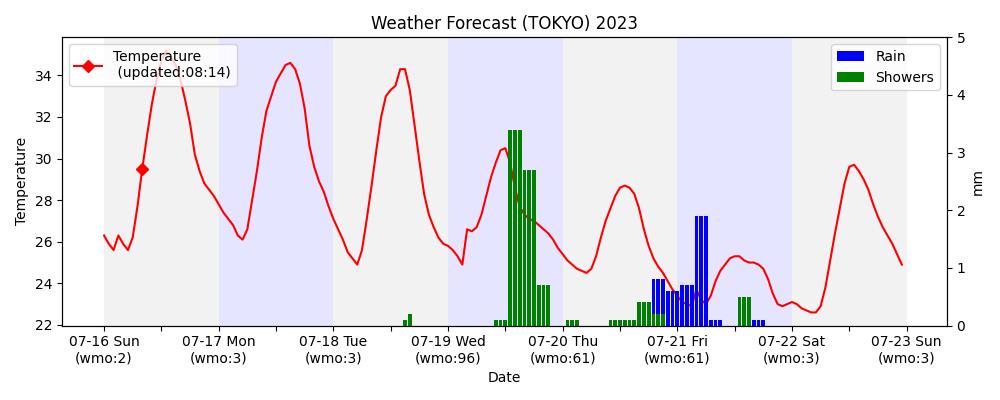 Weather Forecast (TOKYO) 2023
Temperature
(updated:08:14)
Rain
Showers
Temperature
34
32
30
28
26
24
22
5
4
3
2
1
0
mm
07-16 Sun
(wmo:2)
07-17 Mon
(wmo:3)
07-18 Tue
(wmo:3)
07-19 Wed
(wmo:96)
07-20 Thu
(wmo:61)
07-21 Fri
(wmo:61)
07-22 Sat
(wmo:3)
07-23 Sun
(wmo:3)
Date